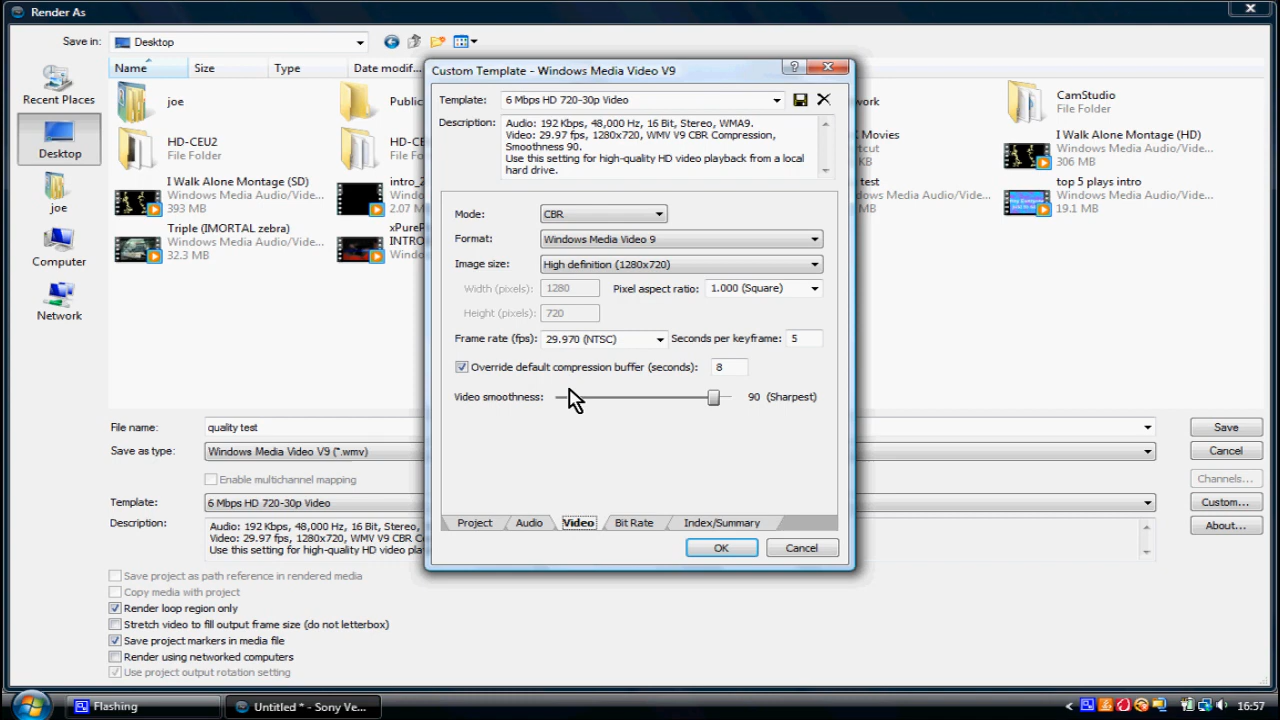 Render As
Save in:
Desktop
Name
Size
Type
Date modif...
Recent Places
Desktop
joe
Computer
Network
joe
HD-CEU2
File Folder
I Walk Alone Montage (SD)
Windows Media Audio/Vide...
393 MB
Triple (IMORTAL zebra)
Windows Media Audio/Vide...
32.3 MB
Public
HD-CE
File Fo
intro_2
Windo
2.07 M
xPureP
INTRO
Windo
CamStudio
File Folder
I Walk Alone Montage (HD)
Windows Media Audio/Vide...
306 MB
test
top 5 plays intro
Windows Media Audio/Vide...
19.1 MB
Custom Template - Windows Media Video V9
Template:
6 Mbps HD 720-30p Video
Description:
Audio: 192 Kbps, 48,000 Hz, 16 Bit, Stereo, WMA9.
Video: 29.97 fps, 1280x720, WMV V9 CBR Compression,
Smoothness 90.
Use this setting for high-quality HD video playback from a local
hard drive.
Mode:
CBR
Format:
Windows Media Video 9
Image size:
High definition (1280x720)
Width (pixels):
1280
Pixel aspect ratio:
1.000 (Square)
Height (pixels):
720
Frame rate (fps):
29.970 (NTSC)
Seconds per keyframe:
5
Override default compression buffer (seconds):
8
Video smoothness:
90 (Sharpest)
Project
Audio
Video
Bit Rate
Index/Summary
OK
Cancel
File name:
quality test
Save
Save as type:
Windows Media Video V9 (*.wmv)
Cancel
Enable multichannel mapping
Channels...
Template:
6 Mbps HD 720-30p Video
Custom...
Description:
Audio: 192 Kbps, 48,000 Hz, 16 Bit, Stereo,
Video: 29.97 fps, 1280x720, WMV V9 CBR C
Use this setting for high-quality HD video pla
About...
Save project as path reference in rendered media
Copy media with project
Render loop region only
Stretch video to fill output frame size (do not letterbox)
Save project markers in media file
Render using networked computers
Use project output rotation setting
Flashing
Untitled * - Sony Ve...
16:57